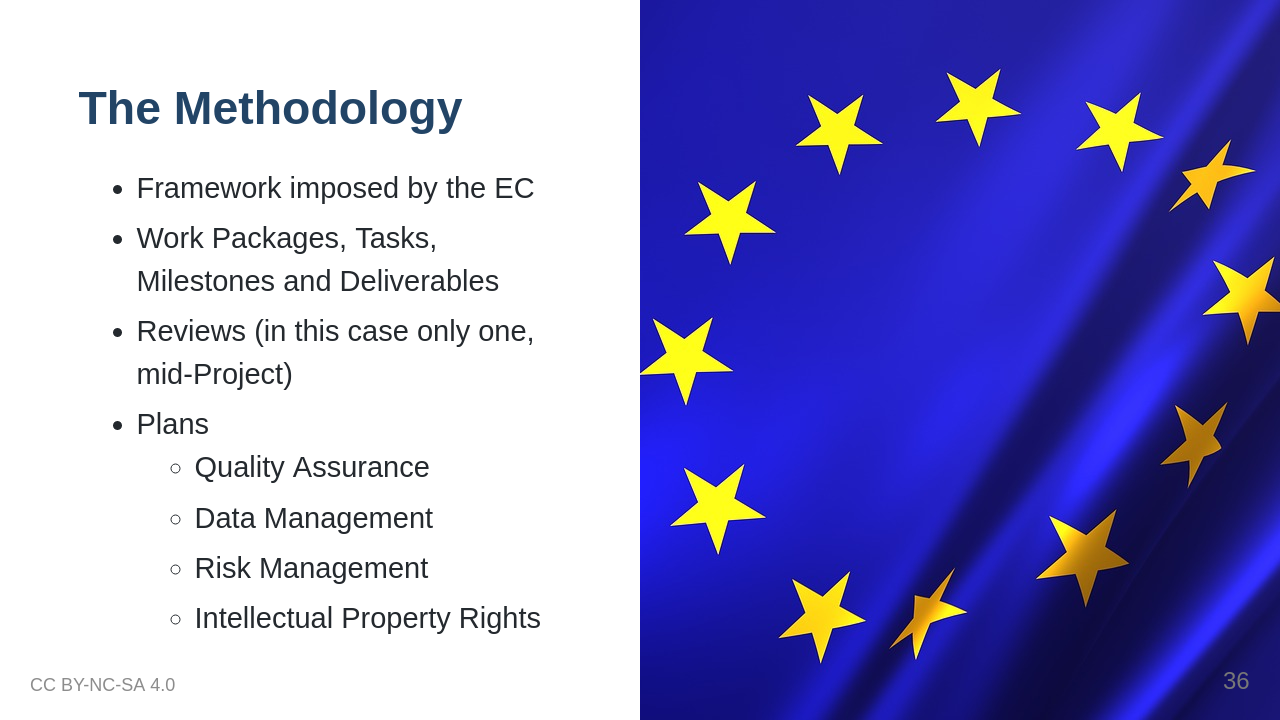 The Methodology
• Framework imposed by the EC
• Work Packages, Tasks,
Milestones and Deliverables
• Reviews (in this case only one,
mid-Project)
• Plans
○ Quality Assurance
○ Data Management
○ Risk Management
○ Intellectual Property Rights
CC BY-NC-SA 4.0
36